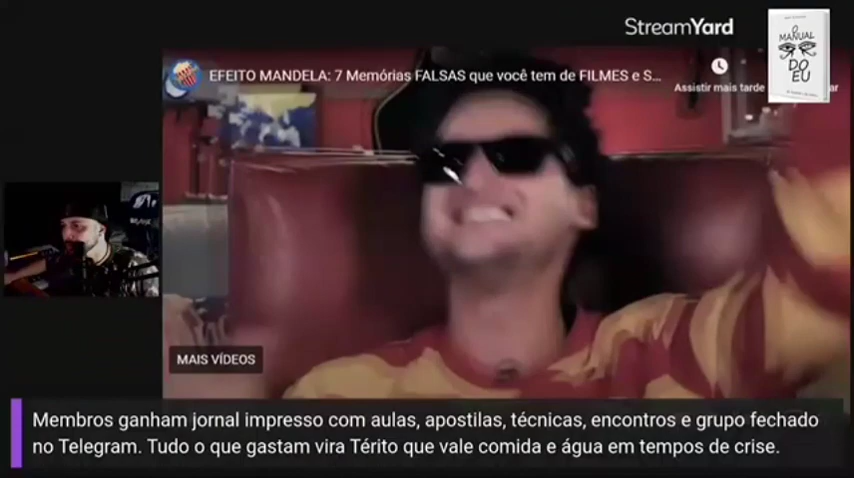 StreamYard
O
MANUAL
DO
EU
EFEITO MANDELA: 7 Memórias FALSAS que você tem de FILMES e S...
Assistir mais tarde
ar
MAIS VÍDEOS
Membros ganham jornal impresso com aulas, apostilas, técnicas, encontros e grupo fechado
no Telegram. Tudo o que gastam vira Térito que vale comida e água em tempos de crise.